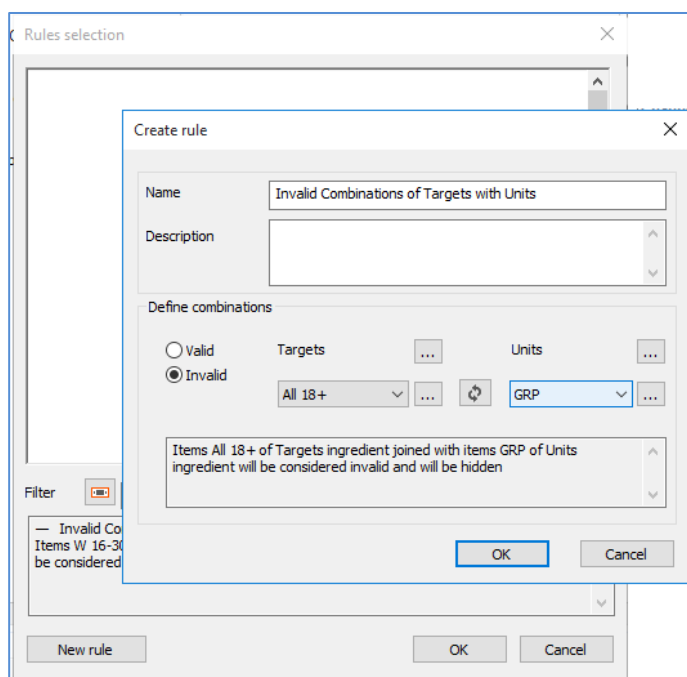 Rules selection
Create rule
Name
Invalid Combinations of Targets with Units
Description
Define combinations
Valid
Targets
...
Units
...
Invalid
All 18+
...
GRP
...
Items All 18+ of Targets ingredient joined with items GRP of Units
ingredient will be considered invalid and will be hidden
Filter
— Invalid Co
Items W 16-30
be considered
OK
Cancel
New rule
OK
Cancel